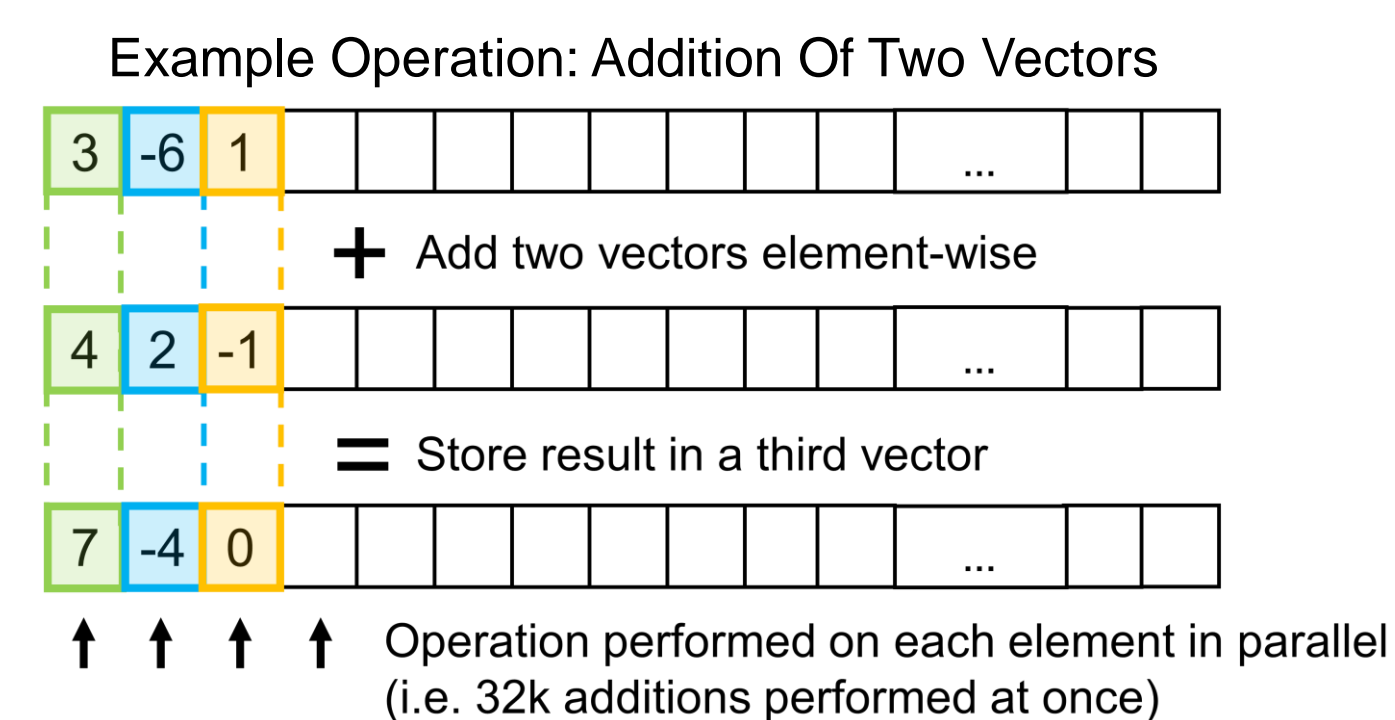 Example Operation: Addition Of Two Vectors
3 -6 1 ...
+ Add two vectors element-wise
4 2 -1 ...
= Store result in a third vector
7 -4 0 ...
Operation performed on each element in parallel
(i.e. 32k additions performed at once)